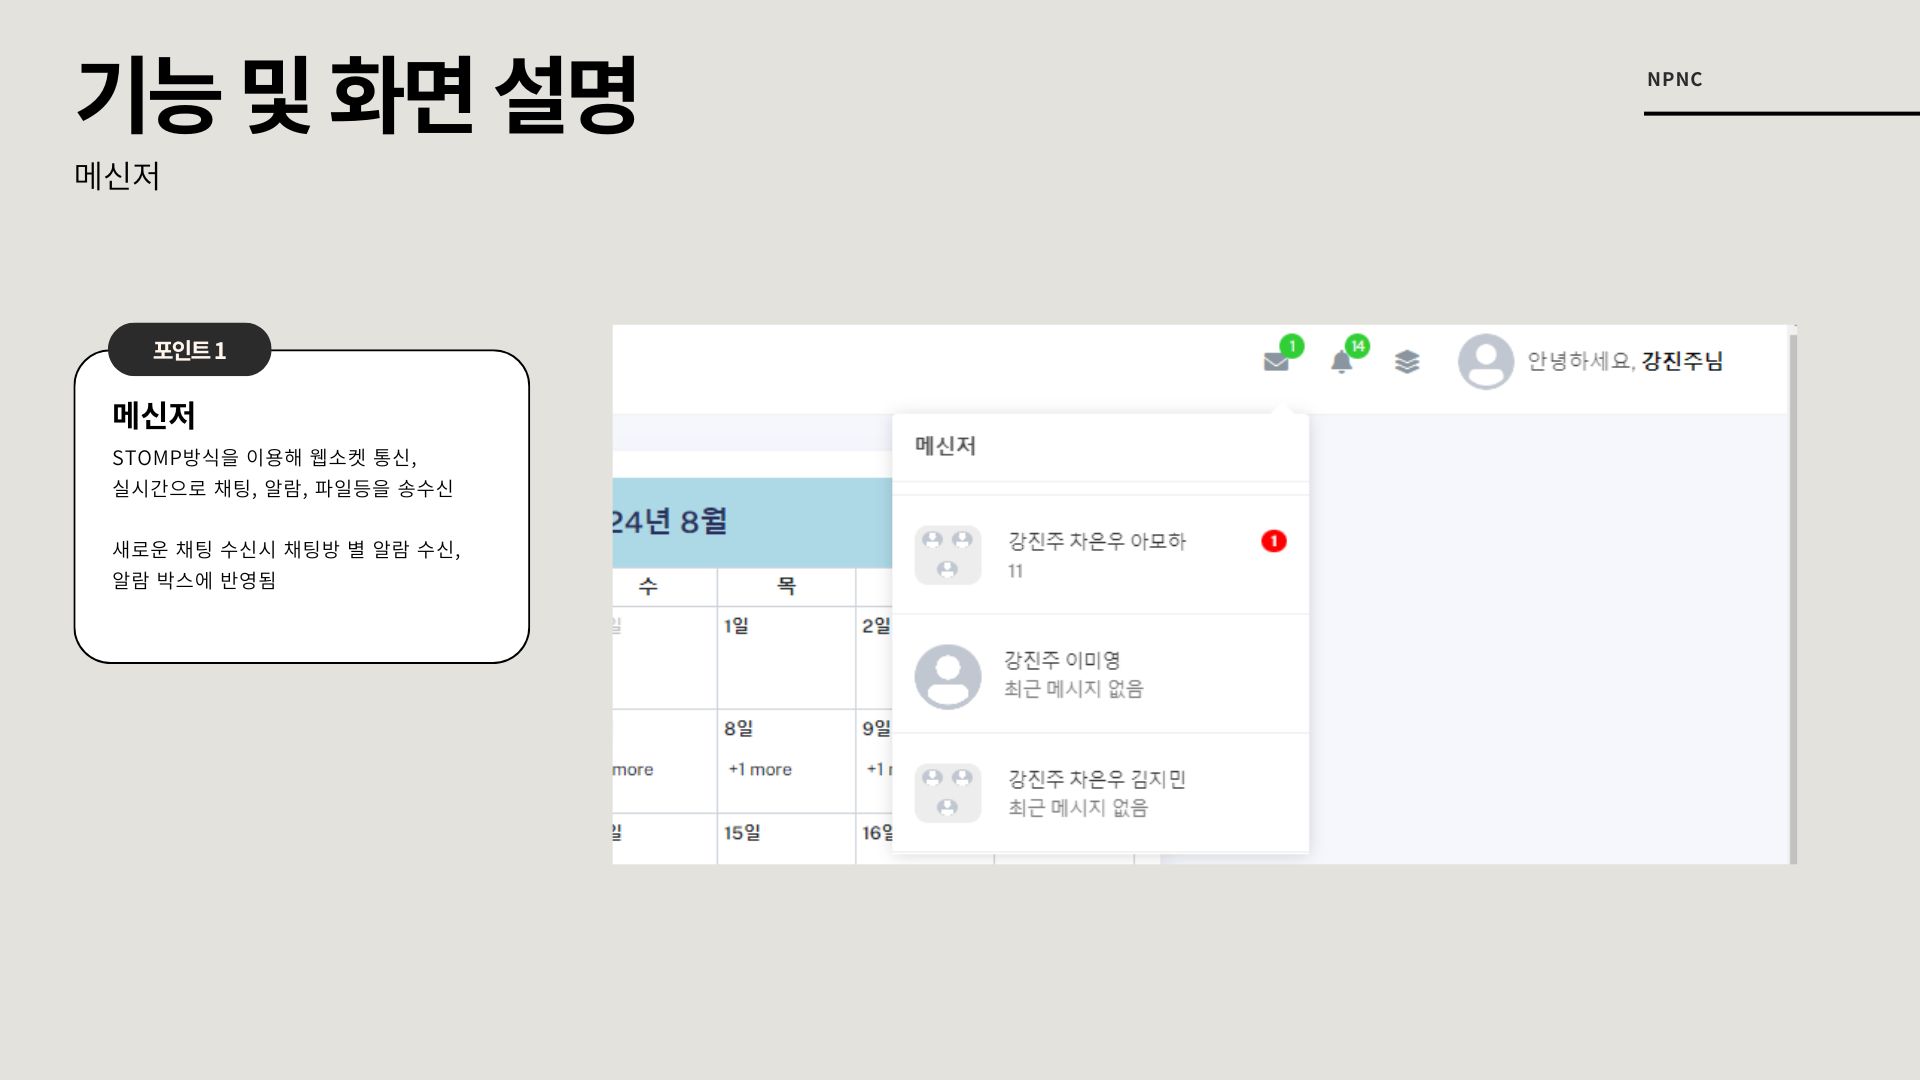 기능 및 화면 설명
NPNC
메신저
포인트 1
메신저
STOMP방식을 이용해 웹소켓 통신,
실시간으로 채팅, 알람, 파일등을 송수신
새로운 채팅 수신시 채팅방 별 알람 수신,
알람 박스에 반영됨
1
14
안녕하세요, 강진주님
메신저
24년 8월
수 목
일 1일 2일
8일 9일
more +1 more +1
일 15일 16일
강진주 차은우 아모하
1
11
강진주 이미영
최근 메시지 없음
강진주 차은우 김지민
최근 메시지 없음